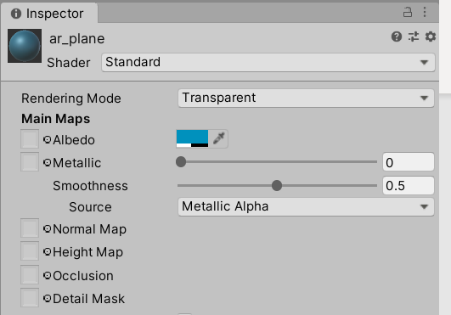 Inspector
ar_plane
Shader Standard
Rendering Mode Transparent
Main Maps
Albedo
Metallic 0
Smoothness 0.5
Source Metallic Alpha
Normal Map
Height Map
Occlusion
Detail Mask